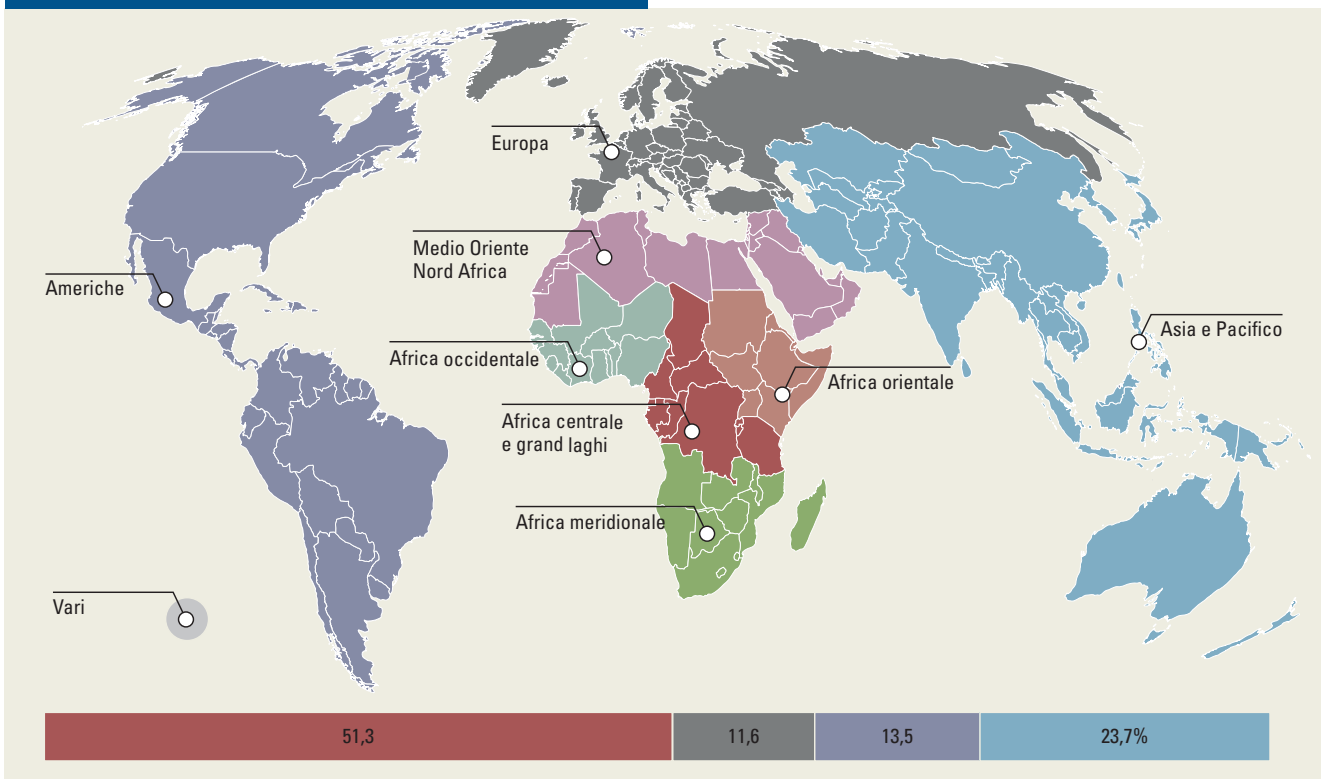 Europa
Medio Oriente
Nord Africa
Americhe
Asia e Pacifico
Africa occidentale
Africa orientale
Africa centrale
e grand laghi
Africa meridionale
Vari
51,3
11,6
13,5
23,7%